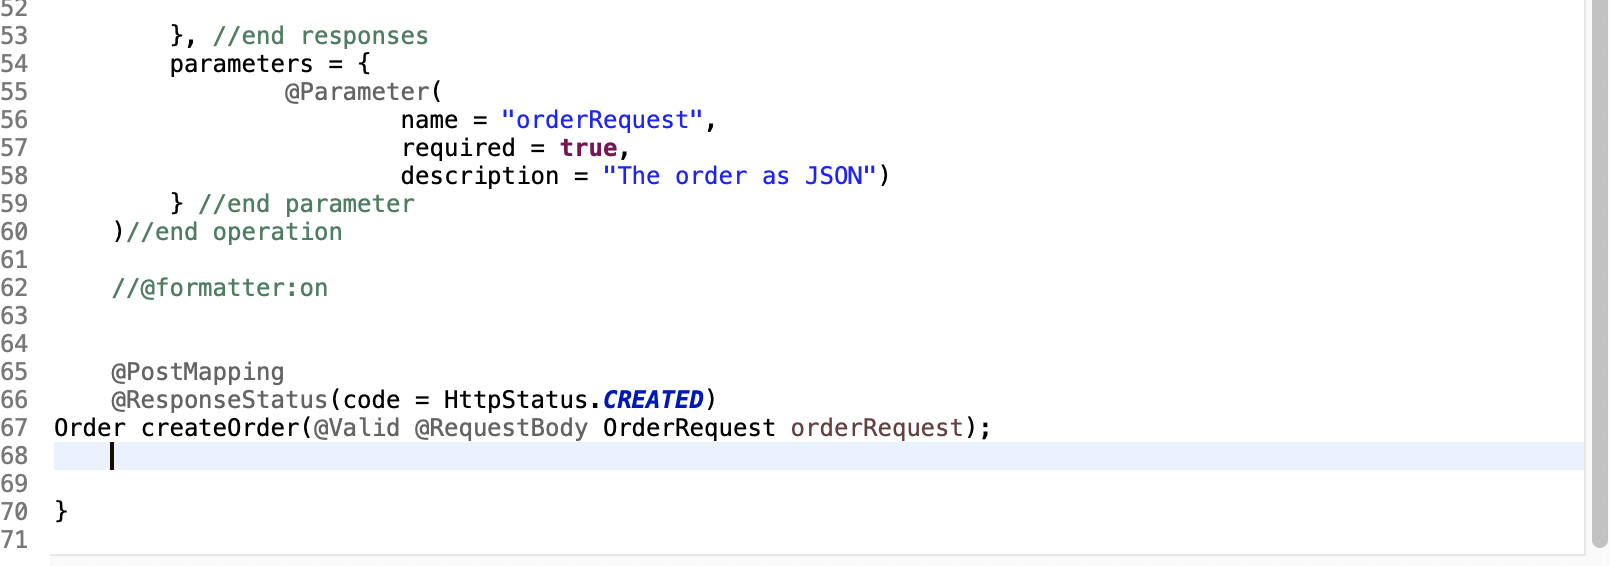 52
53 }, //end responses
54 parameters = {
55 @Parameter(
56 name = "orderRequest",
57 required = true,
58 description = "The order as JSON")
59 } //end parameter
60 )//end operation
61
62 //@formatter:on
63
64
65 @PostMapping
66 @ResponseStatus(code = HttpStatus.CREATED)
67 Order createOrder(@Valid @RequestBody OrderRequest orderRequest);
68
69
70 }
71